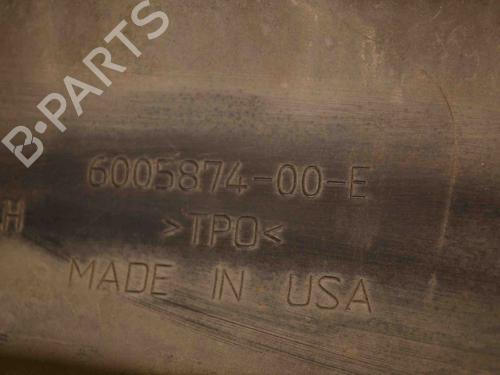 B-PARTS
6005874-00-E
H
>TPO<
MADE IN USA